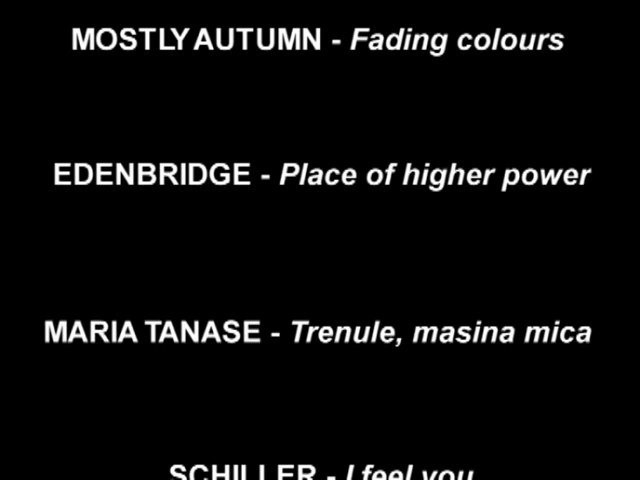 MOSTLY AUTUMN - Fading colours
EDENBRIDGE - Place of higher power
MARIA TANASE - Trenule, masina mica
SCHILLER - I feel you